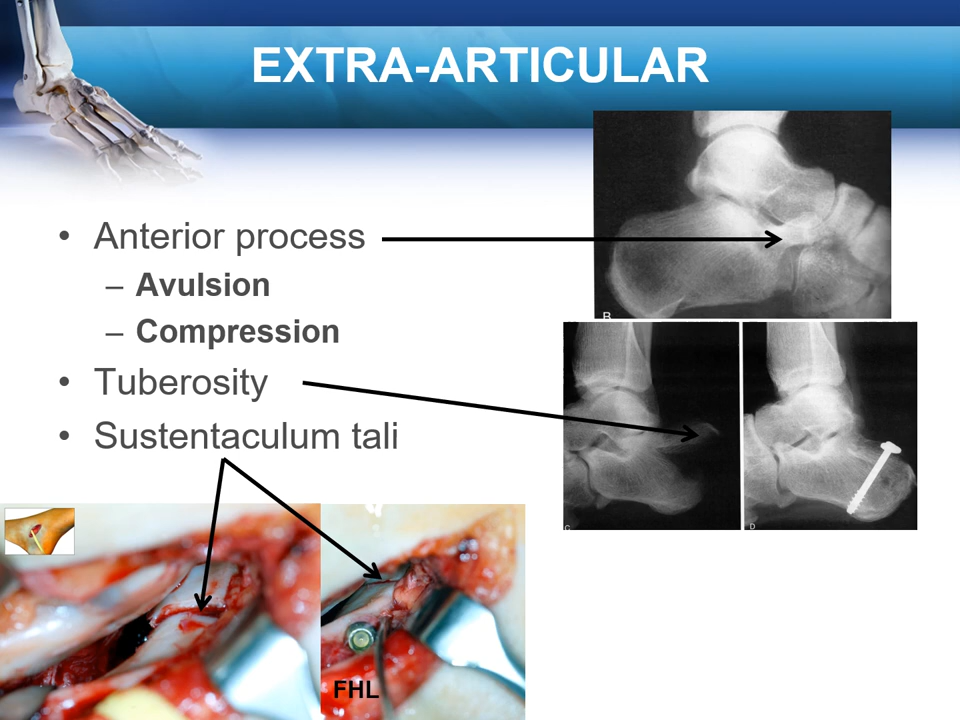 EXTRA-ARTICULAR
• Anterior process
– Avulsion
– Compression
• Tuberosity
• Sustentaculum tali
B
C
D
FHL